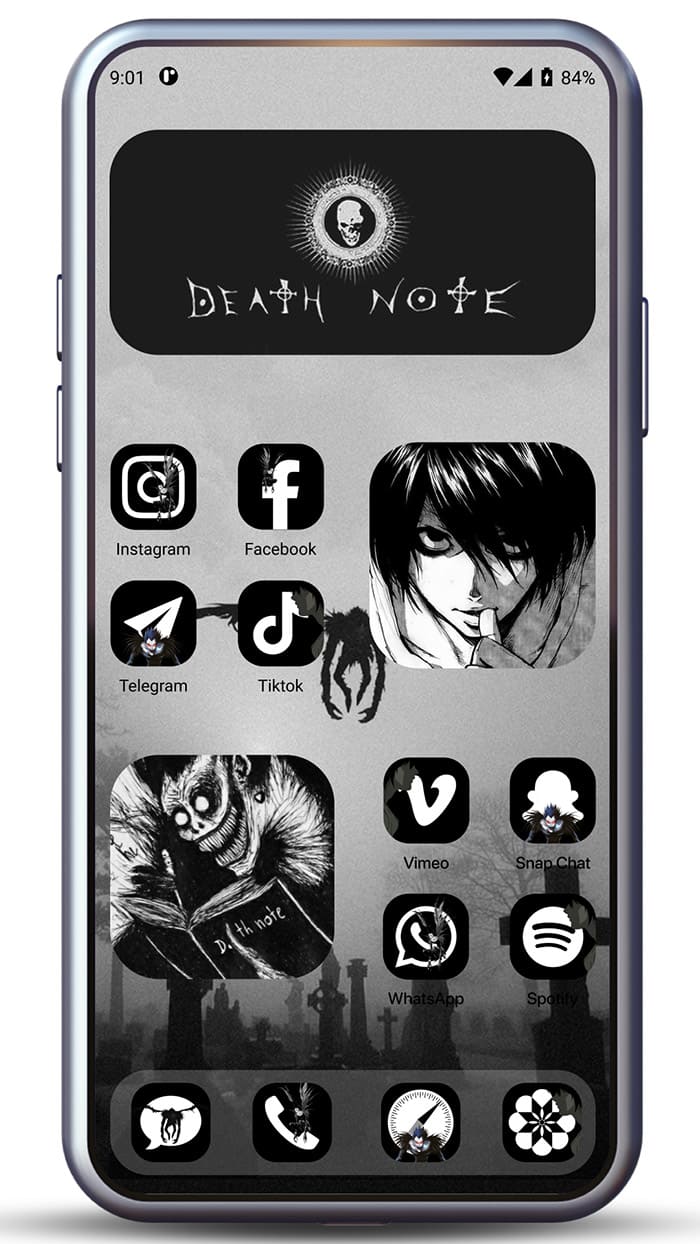 9:01 84%
DEATH NOTE
Instagram Facebook
Telegram Tiktok
Death note
Vimeo Snap Chat
WhatsApp Spotify